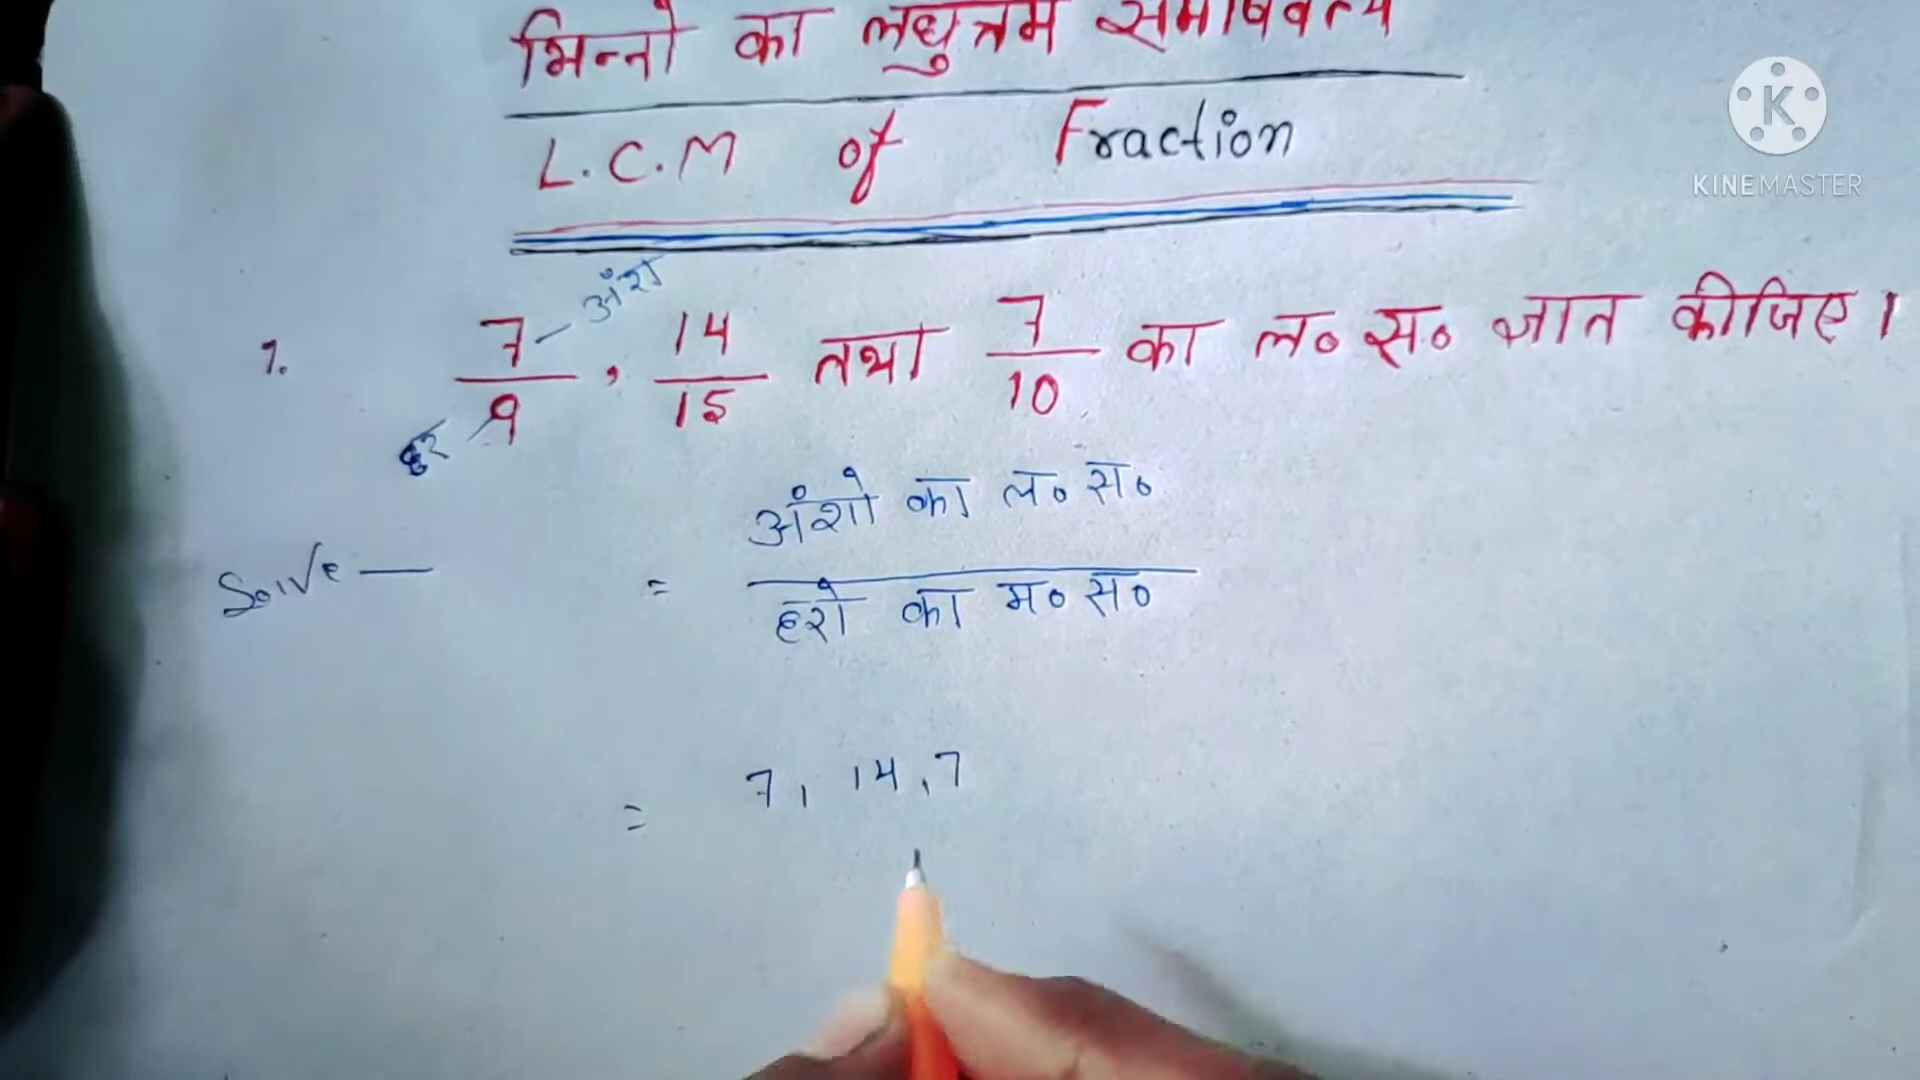 भिन्नो का लघुत्तम समापवर्त्य
L.C.M of Fraction
KINEMASTER
अंश
1. 7/9, 14/15 तथा 7/10 का ल० स० ज्ञात कीजिए।
हर
अंशो का ल० स०
Solve — =
हरो का म० स०
= 7, 14, 7